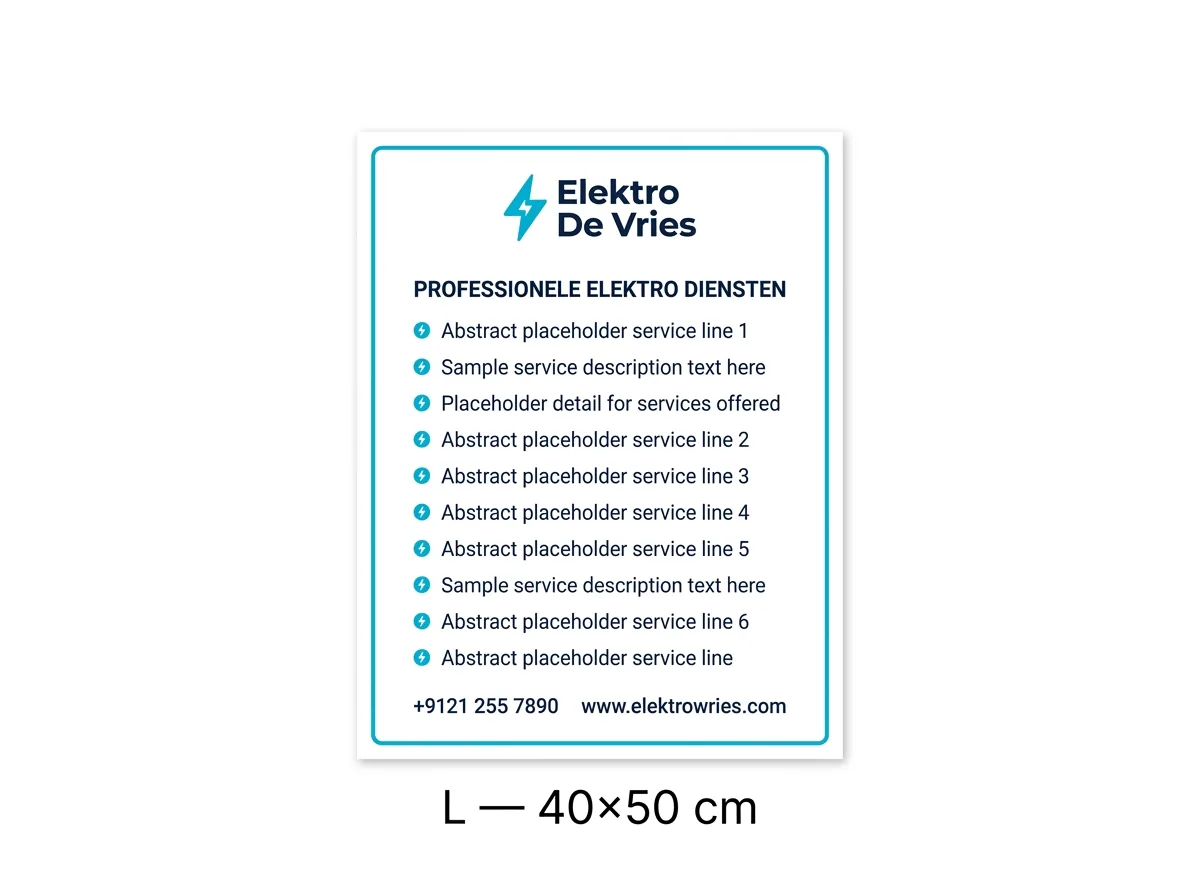 Elektro
De Vries
PROFESSIONELE ELEKTRO DIENSTEN
Abstract placeholder service line 1
Sample service description text here
Placeholder detail for services offered
Abstract placeholder service line 2
Abstract placeholder service line 3
Abstract placeholder service line 4
Abstract placeholder service line 5
Sample service description text here
Abstract placeholder service line 6
Abstract placeholder service line
+9121 255 7890 www.elektrowries.com
L — 40×50 cm